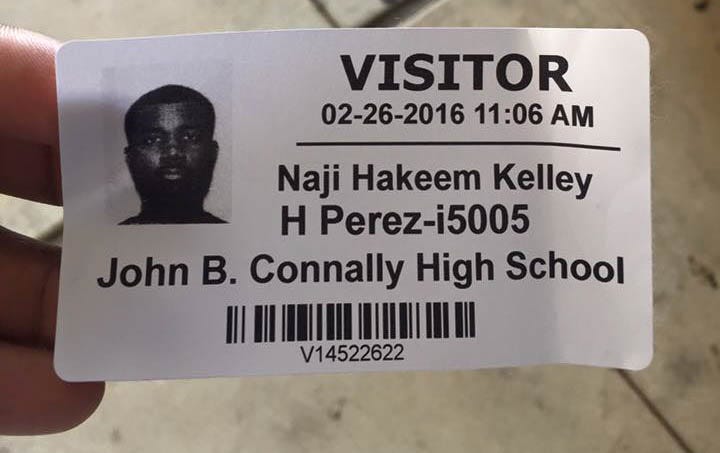 VISITOR
02-26-2016 11:06 AM
Naji Hakeem Kelley
H Perez-i5005
John B. Connally High School
V14522622